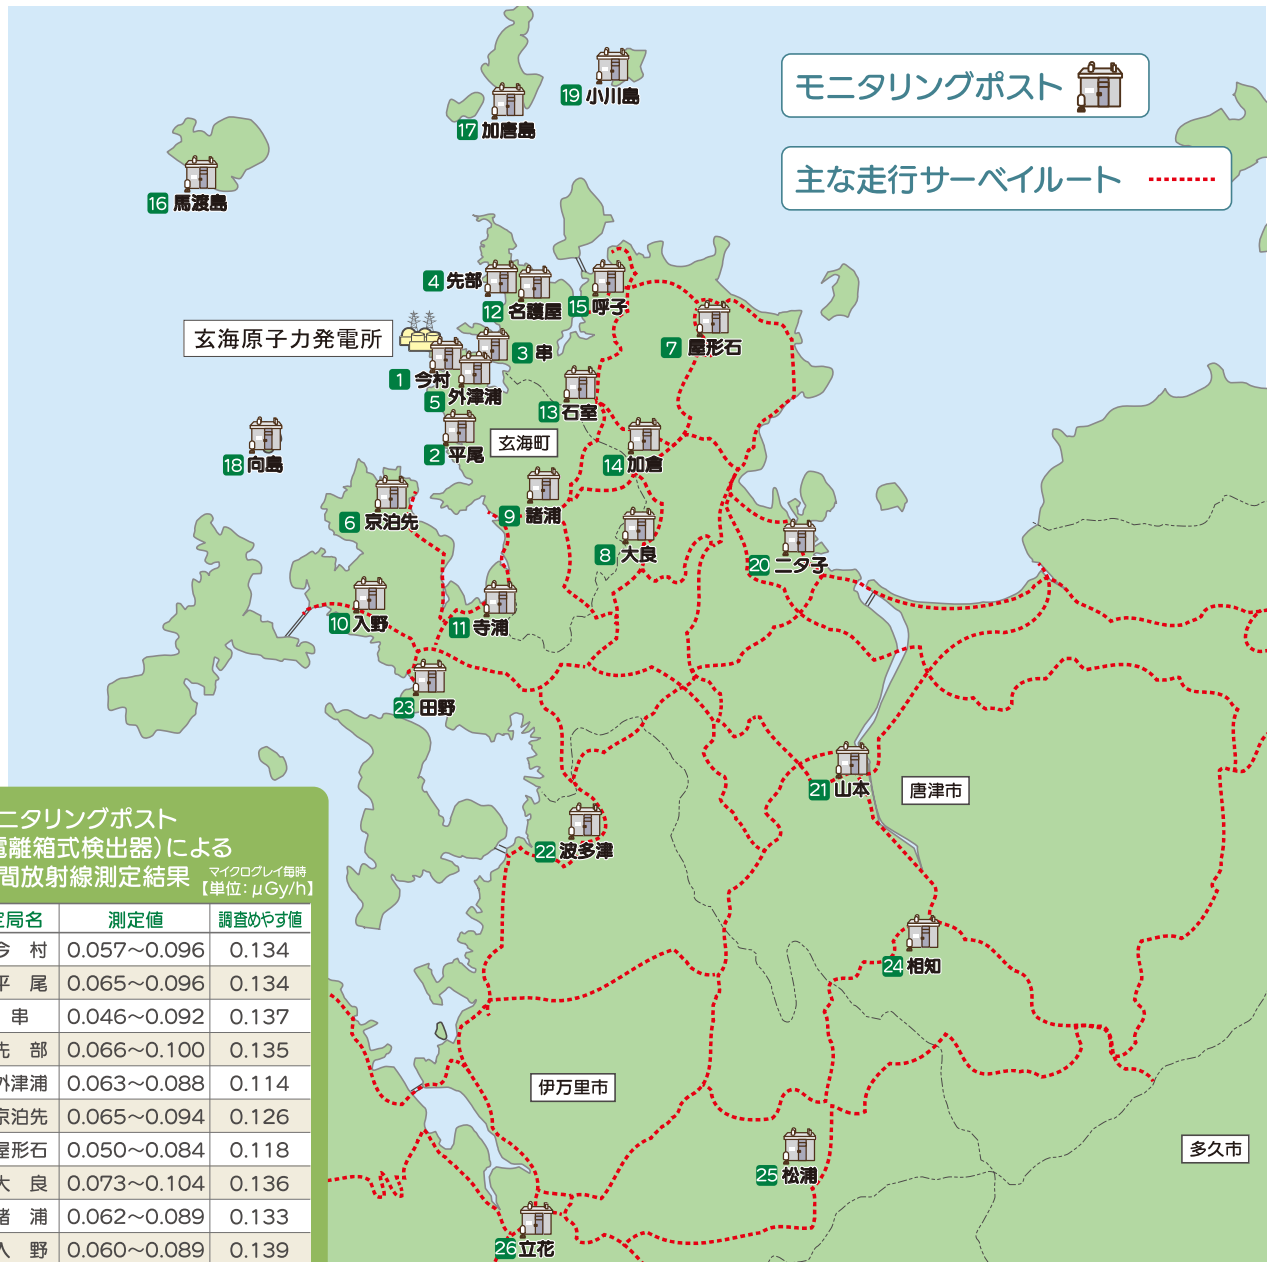 モニタリングポスト
主な走行サーベイルート
19 小川島
17 加唐島
16 馬渡島
4 先部
12 名護屋
15 呼子
玄海原子力発電所
3 串
7 屋形石
1 今村
5 外津浦
13 石室
2 平尾
玄海町
14 加倉
18 向島
6 京泊先
9 諸浦
8 大良
20 二タ子
10 入野
11 寺浦
23 田野
21 山本
唐津市
22 波多津
24 相知
伊万里市
多久市
25 松浦
26 立花
ニタリングポスト
電離箱式検出器)による
間放射線測定結果 マイクログレイ毎時
【単位:μGy/h】
定局名 測定値 調査めやす値
今 村 0.057〜0.096 0.134
平 尾 0.065〜0.096 0.134
串 0.046〜0.092 0.137
先 部 0.066〜0.100 0.135
外津浦 0.063〜0.088 0.114
京泊先 0.065〜0.094 0.126
屋形石 0.050〜0.084 0.118
大 良 0.073〜0.104 0.136
諸 浦 0.062〜0.089 0.133
入 野 0.060〜0.089 0.139